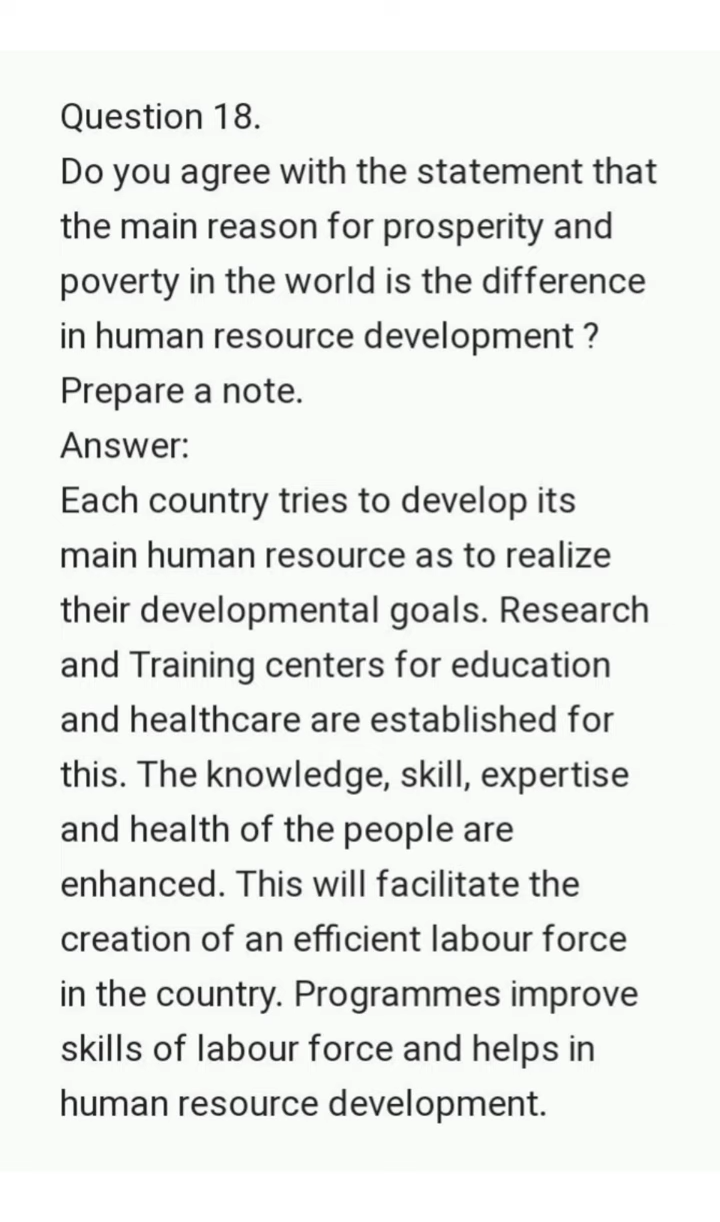 Question 18.
Do you agree with the statement that
the main reason for prosperity and
poverty in the world is the difference
in human resource development ?
Prepare a note.
Answer:
Each country tries to develop its
main human resource as to realize
their developmental goals. Research
and Training centers for education
and healthcare are established for
this. The knowledge, skill, expertise
and health of the people are
enhanced. This will facilitate the
creation of an efficient labour force
in the country. Programmes improve
skills of labour force and helps in
human resource development.